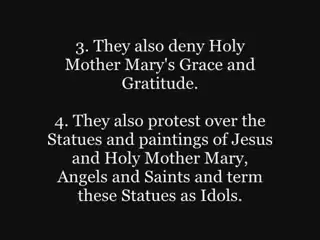 3. They also deny Holy
Mother Mary's Grace and
Gratitude.
4. They also protest over the
Statues and paintings of Jesus
and Holy Mother Mary,
Angels and Saints and term
these Statues as Idols.